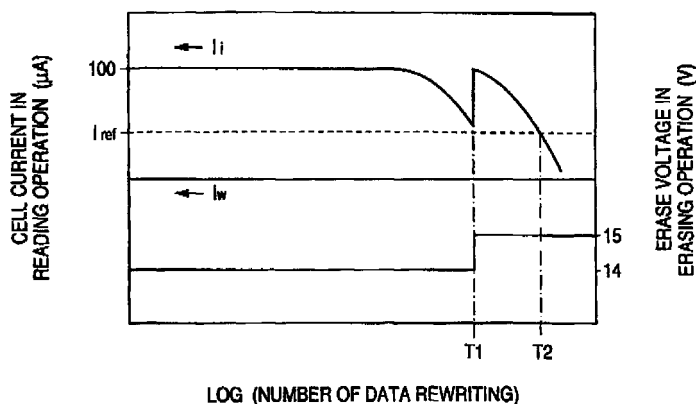 CELL CURRENT IN
READING OPERATION (μA)
100
I ref
← Ii
← Iw
ERASE VOLTAGE IN
ERASING OPERATION (V)
15
14
T1 T2
LOG (NUMBER OF DATA REWRITING)